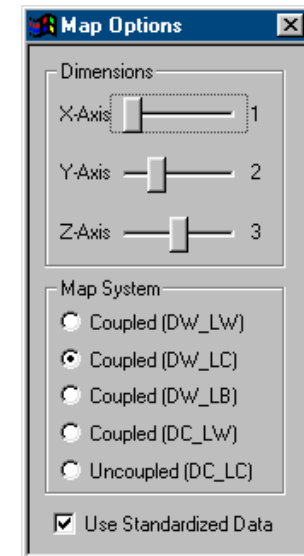 Map Options
Dimensions
X-Axis 1
Y-Axis 2
Z-Axis 3
Map System
Coupled (DW_LW)
Coupled (DW_LC)
Coupled (DW_LB)
Coupled (DC_LW)
Uncoupled (DC_LC)
Use Standardized Data